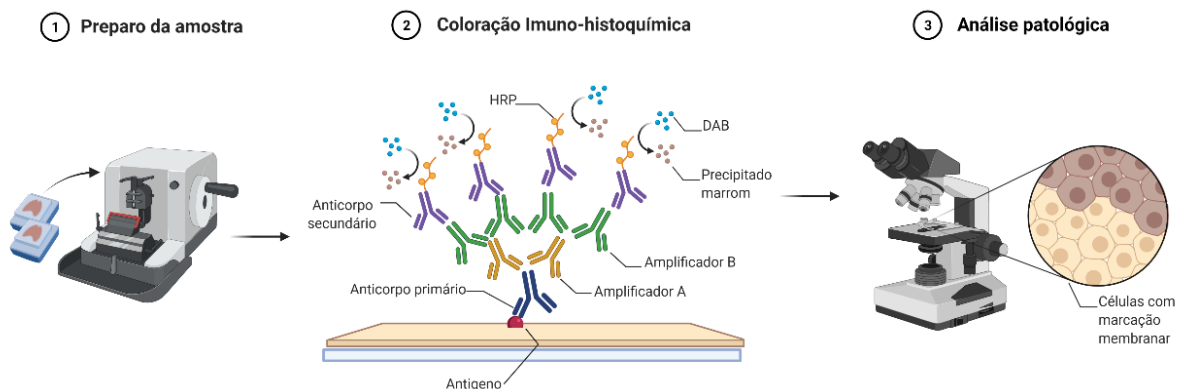 1 Preparo da amostra
2 Coloração Imuno-histoquímica
3 Análise patológica
HRP
DAB
Precipitado
marrom
Anticorpo
secundário
Amplificador B
Anticorpo primário
Amplificador A
Antigeno
Células com
marcação
membranar